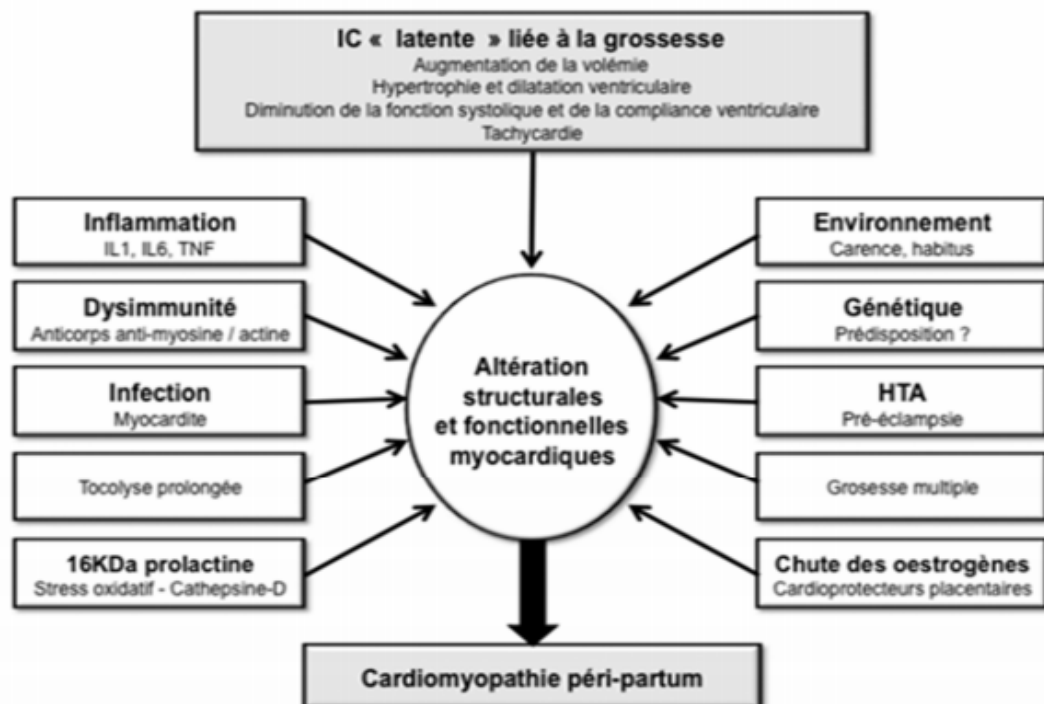 IC « latente » liée à la grossesse
Augmentation de la volémie
Hypertrophie et dilatation ventriculaire
Diminution de la fonction systolique et de la compliance ventriculaire
Tachycardie
Inflammation
IL1, IL6, TNF
Dysimmunité
Anticorps anti-myosine / actine
Infection
Myocardite
Tocolyse prolongée
16KDa prolactine
Stress oxidatif - Cathepsine-D
Altération
structurales
et fonctionnelles
myocardiques
Environnement
Carence, habitus
Génétique
Prédisposition ?
HTA
Pré-éclampsie
Grosesse multiple
Chute des oestrogènes
Cardioprotecteurs placentaires
Cardiomyopathie péri-partum